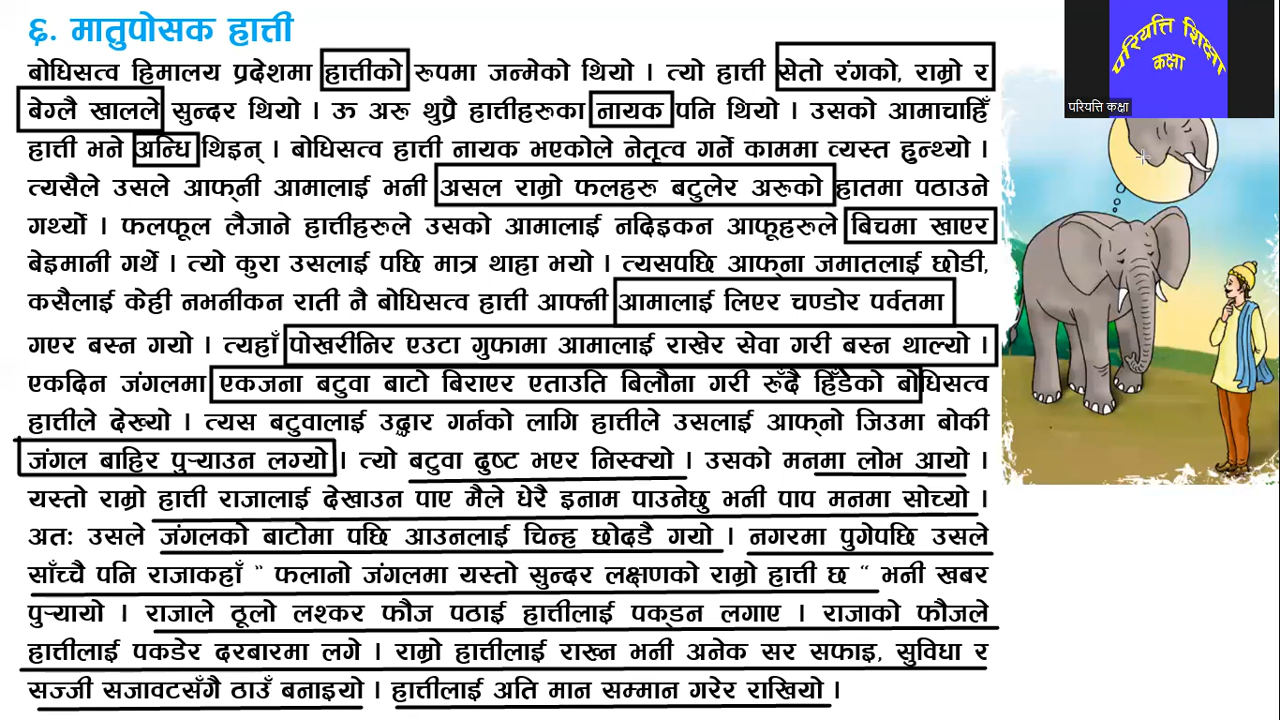 ६. मातुपोसक हात्ती
बोधिसत्व हिमालय प्रदेशमा हात्तीको रुपमा जन्मेको थियो । त्यो हात्ती सेतो रंगको, राम्रो र
बेग्लै खालले सुन्दर थियो । ऊ अरु थुप्रै हात्तीहरुका नायक पनि थियो । उसको आमाचाहिँ
हात्ती भने अन्धि थिइन् । बोधिसत्व हात्ती नायक भएकोले नेतृत्व गर्ने काममा व्यस्त हुन्थ्यो ।
त्यसैले उसले आफ्नी आमालाई भनी असल राम्रो फलहरु बटुलेर अरुको हातमा पठाउने
गर्थ्यो । फलफूल लैजाने हात्तीहरुले उसको आमालाई नदिइकन आफूहरुले बिचमा खाएर
बेइमानी गर्थे । त्यो कुरा उसलाई पछि मात्र थाहा भयो । त्यसपछि आफ्ना जमातलाई छोडी,
कसैलाई केही नभनीकन राती नै बोधिसत्व हात्ती आफ्नी आमालाई लिएर चण्डोर पर्वतमा
गएर बस्न गयो । त्यहाँ पोखरीनिर एउटा गुफामा आमालाई राखेर सेवा गरी बस्न थाल्यो ।
एकदिन जंगलमा एकजना बटुवा बाटो बिराएर एताउति बिलौना गरी रुँदै हिँडेको बोधिसत्व
हात्तीले देख्यो । त्यस बटुवालाई उद्धार गर्नको लागि हात्तीले उसलाई आफ्नो जिउमा बोकी
जंगल बाहिर पुऱ्याउन लग्यो । त्यो बटुवा दुष्ट भएर निस्क्यो । उसको मनमा लोभ आयो ।
यस्तो राम्रो हात्ती राजालाई देखाउन पाए मैले धेरै इनाम पाउनेछु भनी पाप मनमा सोच्यो ।
अतः उसले जंगलको बाटोमा पछि आउनलाई चिन्ह छोदडै गयो । नगरमा पुगेपछि उसले
साँच्चै पनि राजाकहाँ ” फलानो जंगलमा यस्तो सुन्दर लक्षणको राम्रो हात्ती छ “ भनी खबर
पुऱ्यायो । राजाले ठूलो लश्कर फौज पठाई हात्तीलाई पक्डन लगाए । राजाको फौजले
हात्तीलाई पकडेर दरबारमा लगे । राम्रो हात्तीलाई राख्न भनी अनेक सर सफाइ, सुविधा र
सज्जी सजावटसँगै ठाउँ बनाइयो । हात्तीलाई अति मान सम्मान गरेर राखियो ।
परियत्ति शिक्षा
कक्षा
परियत्ति कक्षा